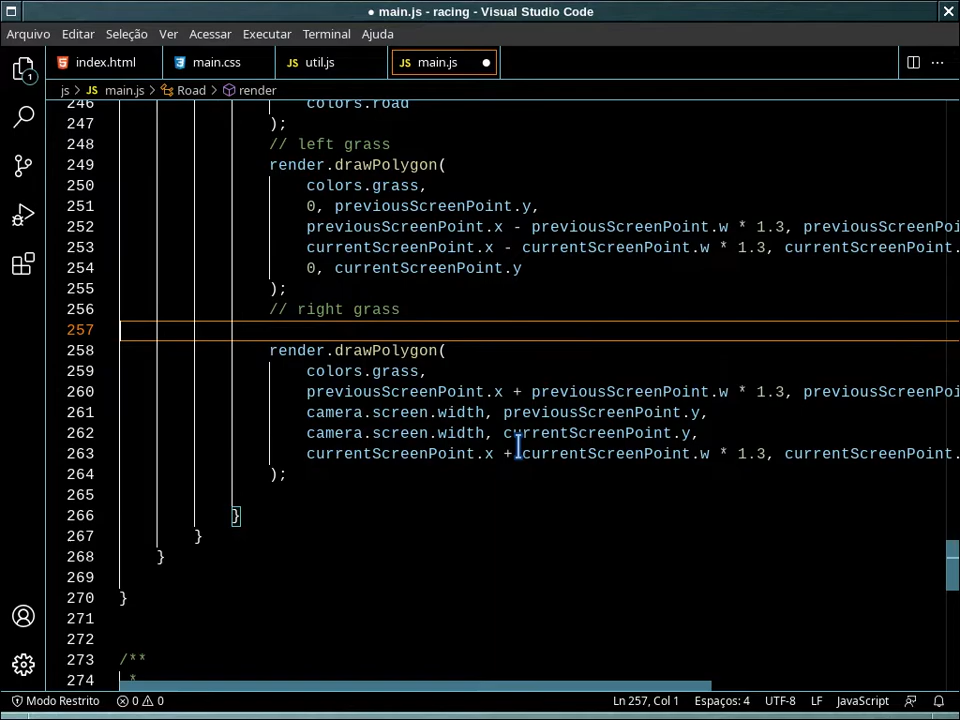 ● main.js - racing - Visual Studio Code
Arquivo Editar Seleção Ver Acessar Executar Terminal Ajuda
1
index.html main.css JS util.js JS main.js ●
js > JS main.js > Road > render
246 colors.road
247 );
248 // left grass
249 render.drawPolygon(
250 colors.grass,
251 0, previousScreenPoint.y,
252 previousScreenPoint.x - previousScreenPoint.w * 1.3, previousScreenPoi
253 currentScreenPoint.x - currentScreenPoint.w * 1.3, currentScreenPoint.
254 0, currentScreenPoint.y
255 );
256 // right grass
257
258 render.drawPolygon(
259 colors.grass,
260 previousScreenPoint.x + previousScreenPoint.w * 1.3, previousScreenPoi
261 camera.screen.width, previousScreenPoint.y,
262 camera.screen.width, currentScreenPoint.y,
263 currentScreenPoint.x + currentScreenPoint.w * 1.3, currentScreenPoint.
264 );
265
266 }
267 }
268 }
269
270 }
271
272
273 /**
274 *
Modo Restrito 0 0 Ln 257, Col 1 Espaços: 4 UTF-8 LF JavaScript